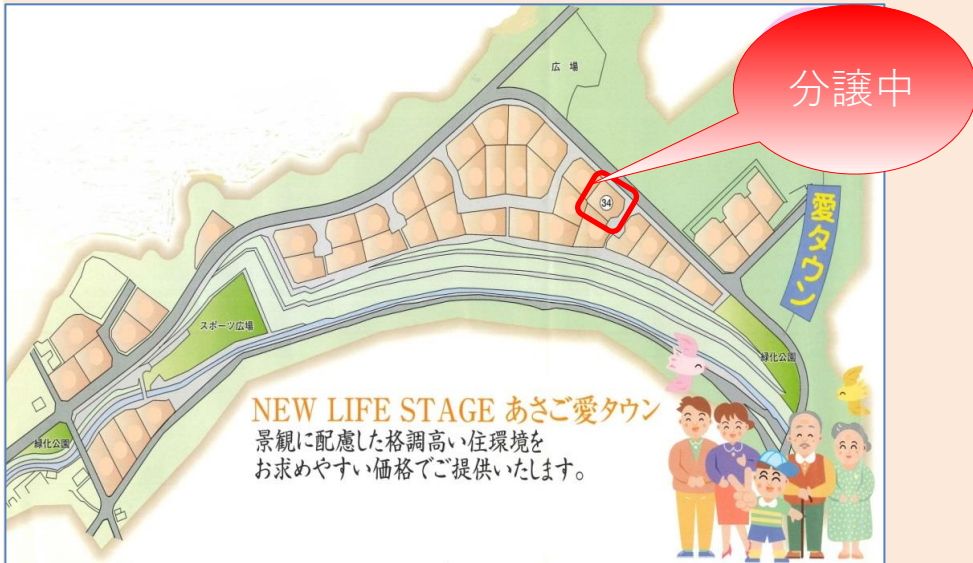 分譲中
広 場
34
愛タウン
スポーツ広場
緑化公園
緑化公園
NEW LIFE STAGE あさご愛タウン
景観に配慮した格調高い住環境を
お求めやすい価格でご提供いたします。